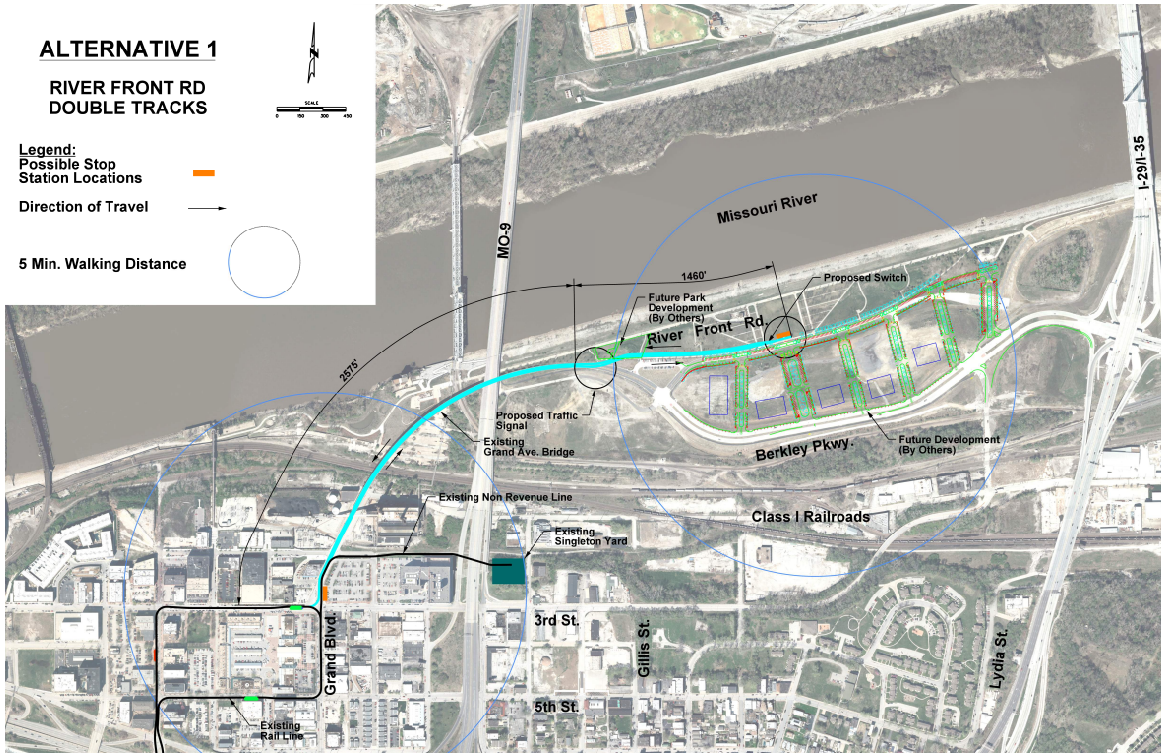 ALTERNATIVE 1
RIVER FRONT RD
DOUBLE TRACKS
N
SCALE
0 150 300 450
Legend:
Possible Stop
Station Locations
Direction of Travel
5 Min. Walking Distance
MO-9
I-29/I-35
Missouri River
1460'
Proposed Switch
Future Park
Development
(By Others)
River Front Rd.
2575'
Proposed Traffic
Signal
Existing
Grand Ave. Bridge
Berkley Pkwy.
Future Development
(By Others)
Existing Non Revenue Line
Class I Railroads
Existing
Singleton Yard
3rd St.
Grand Blvd.
Gillis St.
Lydia St.
5th St.
Existing
Rail Line